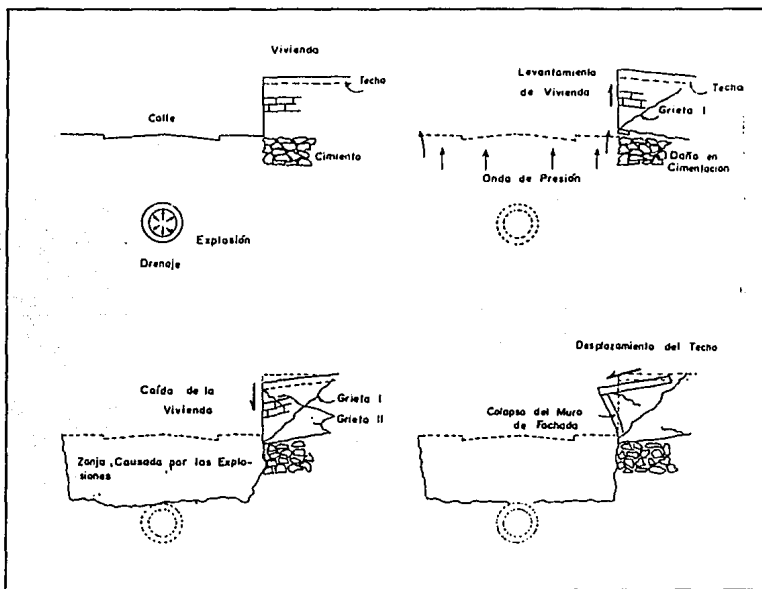 Vivienda
Techo
Calle
Cimiento
Explosión
Drenaje
Levantamiento
de Vivienda
Techo
Grieta I
Daño en
Cimentación
Onda de Presión
Caída de la
Vivienda
Grieta I
Grieta II
Zanja, Causada por las Explo-
siones
Desplazamiento del Techo
Colapso del Muro
de Fachada